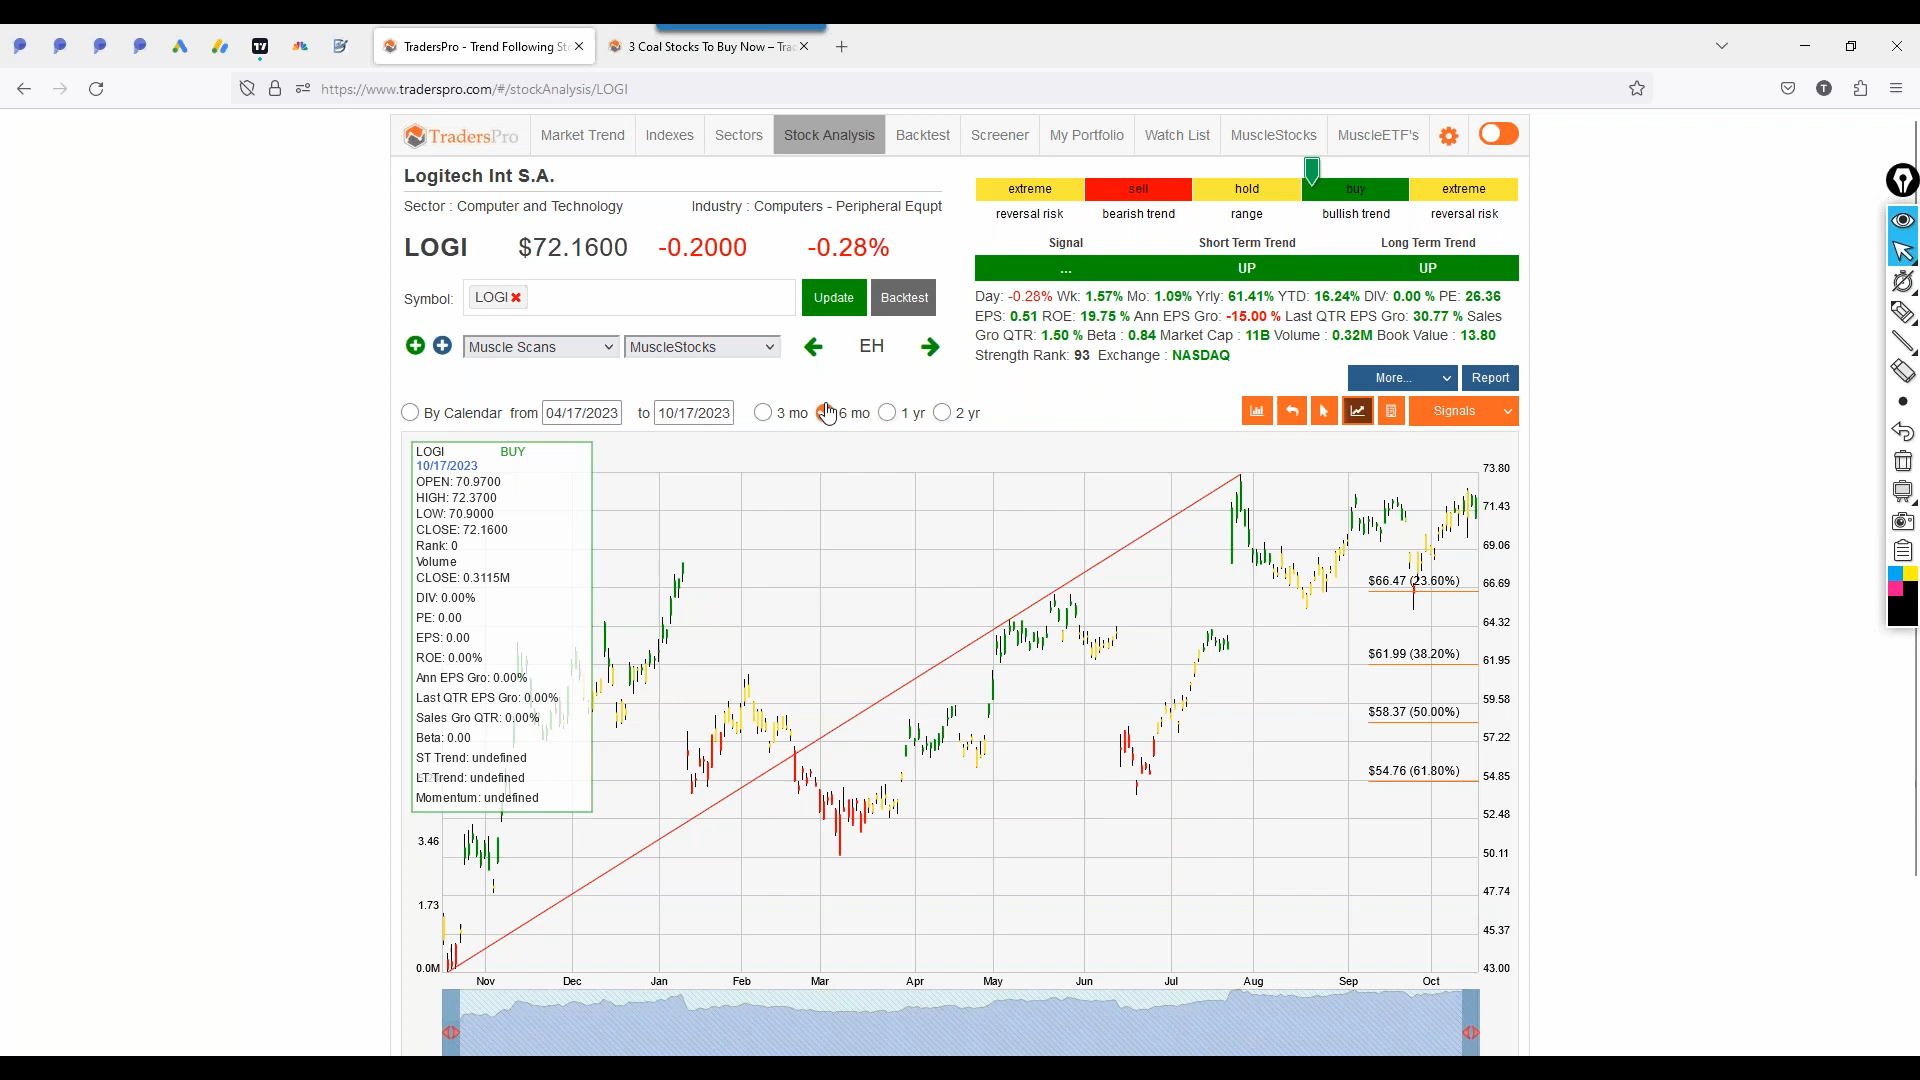 TradersPro - Trend Following St
3 Coal Stocks To Buy Now – Trad
https://www.traderspro.com/#/stockAnalysis/LOGI
TradersPro Market Trend Indexes Sectors Stock Analysis Backtest Screener My Portfolio Watch List MuscleStocks MuscleETF's
Logitech Int S.A.
Sector : Computer and Technology Industry : Computers - Peripheral Equpt
LOGI $72.1600 -0.2000 -0.28%
Symbol: LOGI Update Backtest
Muscle Scans MuscleStocks EH
extreme sell hold buy extreme
reversal risk bearish trend range bullish trend reversal risk
Signal Short Term Trend Long Term Trend
... UP UP
Day: -0.28% Wk: 1.57% Mo: 1.09% Yrly: 61.41% YTD: 16.24% DIV: 0.00 % PE: 26.36
EPS: 0.51 ROE: 19.75 % Ann EPS Gro: -15.00 % Last QTR EPS Gro: 30.77 % Sales
Gro QTR: 1.50 % Beta : 0.84 Market Cap : 11B Volume : 0.32M Book Value : 13.80
Strength Rank: 93 Exchange : NASDAQ
More... Report
By Calendar from 04/17/2023 to 10/17/2023 3 mo 6 mo 1 yr 2 yr
Signals
LOGI BUY
10/17/2023
OPEN: 70.9700
HIGH: 72.3700
LOW: 70.9000
CLOSE: 72.1600
Rank: 0
Volume
CLOSE: 0.3115M
DIV: 0.00%
PE: 0.00
EPS: 0.00
ROE: 0.00%
Ann EPS Gro: 0.00%
Last QTR EPS Gro: 0.00%
Sales Gro QTR: 0.00%
Beta: 0.00
ST Trend: undefined
LT Trend: undefined
Momentum: undefined
3.46
1.73
0.0M
73.80
71.43
69.06
66.69
64.32
61.95
59.58
57.22
54.85
52.48
50.11
47.74
45.37
43.00
$66.47 (23.60%)
$61.99 (38.20%)
$58.37 (50.00%)
$54.76 (61.80%)
Nov Dec Jan Feb Mar Apr May Jun Jul Aug Sep Oct